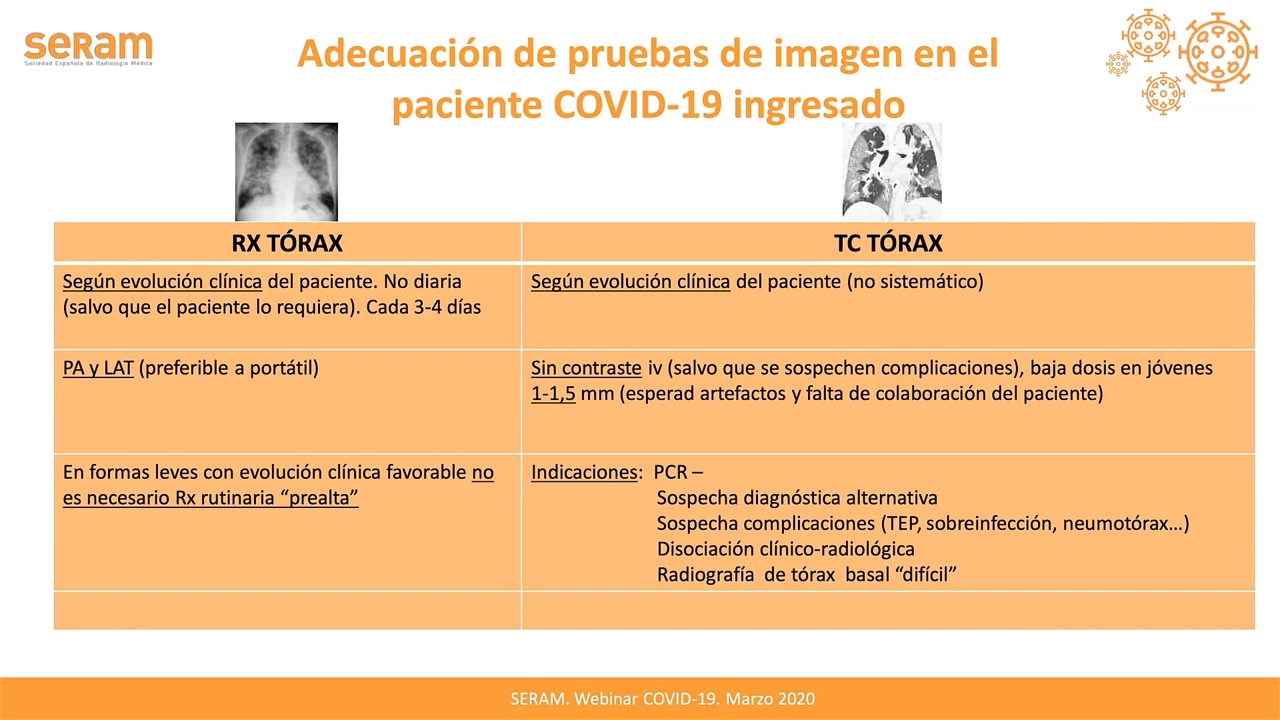 seram
Sociedad Española de Radiología Médica
Adecuación de pruebas de imagen en el
paciente COVID-19 ingresado
RX TÓRAX
TC TÓRAX
Según evolución clínica del paciente. No diaria
(salvo que el paciente lo requiera). Cada 3-4 días
Según evolución clínica del paciente (no sistemático)
PA y LAT (preferible a portátil)
Sin contraste iv (salvo que se sospechen complicaciones), baja dosis en jóvenes
1-1,5 mm (esperad artefactos y falta de colaboración del paciente)
En formas leves con evolución clínica favorable no
es necesario Rx rutinaria “prealta”
Indicaciones: PCR –
Sospecha diagnóstica alternativa
Sospecha complicaciones (TEP, sobreinfección, neumotórax…)
Disociación clínico-radiológica
Radiografía de tórax basal “difícil”
SERAM. Webinar COVID-19. Marzo 2020